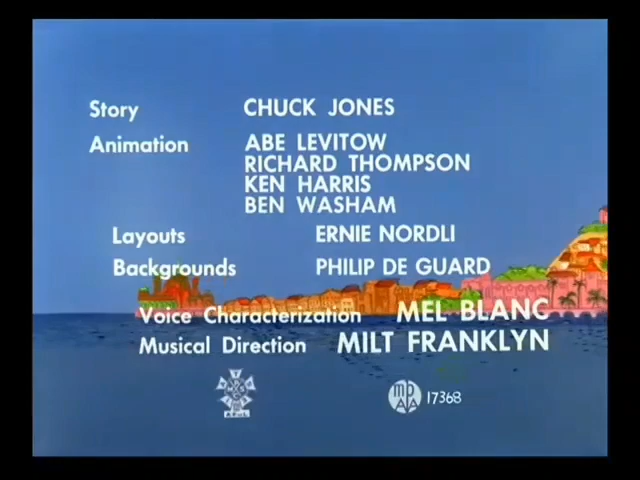 Story CHUCK JONES
Animation ABE LEVITOW
RICHARD THOMPSON
KEN HARRIS
BEN WASHAM
Layouts ERNIE NORDLI
Backgrounds PHILIP DE GUARD
Voice Characterization MEL BLANC
Musical Direction MILT FRANKLYN
MPAA 17368